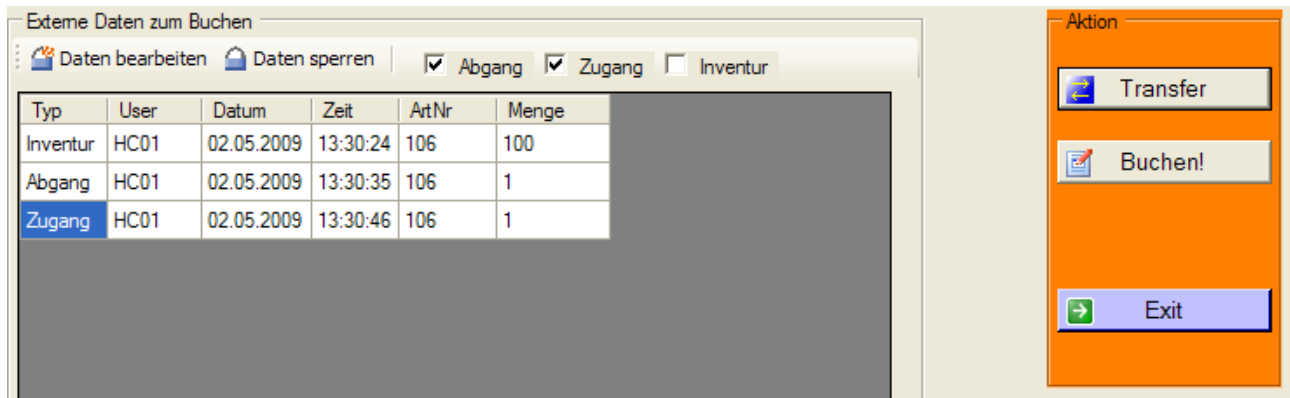 Externe Daten zum Buchen
Daten bearbeiten Daten sperren Abgang Zugang Inventur
Typ User Datum Zeit ArtNr Menge
Inventur HC01 02.05.2009 13:30:24 106 100
Abgang HC01 02.05.2009 13:30:35 106 1
Zugang HC01 02.05.2009 13:30:46 106 1
Aktion
Transfer
Buchen!
Exit